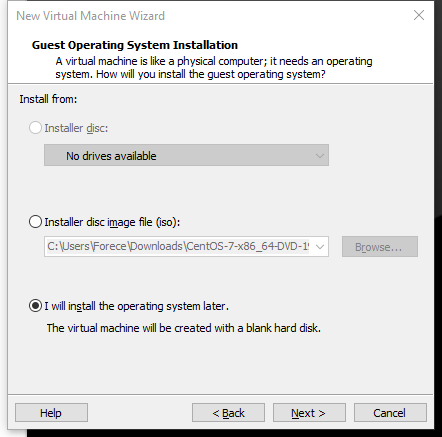 New Virtual Machine Wizard
Guest Operating System Installation
A virtual machine is like a physical computer; it needs an operating
system. How will you install the guest operating system?
Install from:
Installer disc:
No drives available
Installer disc image file (iso):
C:\Users\Forece\Downloads\CentOS-7-x86_64-DVD-19
Browse...
I will install the operating system later.
The virtual machine will be created with a blank hard disk.
Help
< Back
Next >
Cancel